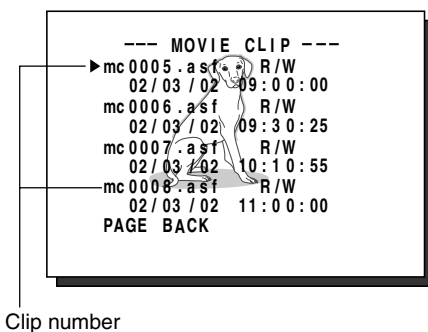 --- MOVIE CLIP ---
▶mc0005.asf R/W
02/03/02 09:00:00
mc0006.asf R/W
02/03/02 09:30:25
mc0007.asf R/W
02/03/02 10:10:55
mc0008.asf R/W
02/03/02 11:00:00
PAGE BACK
Clip number